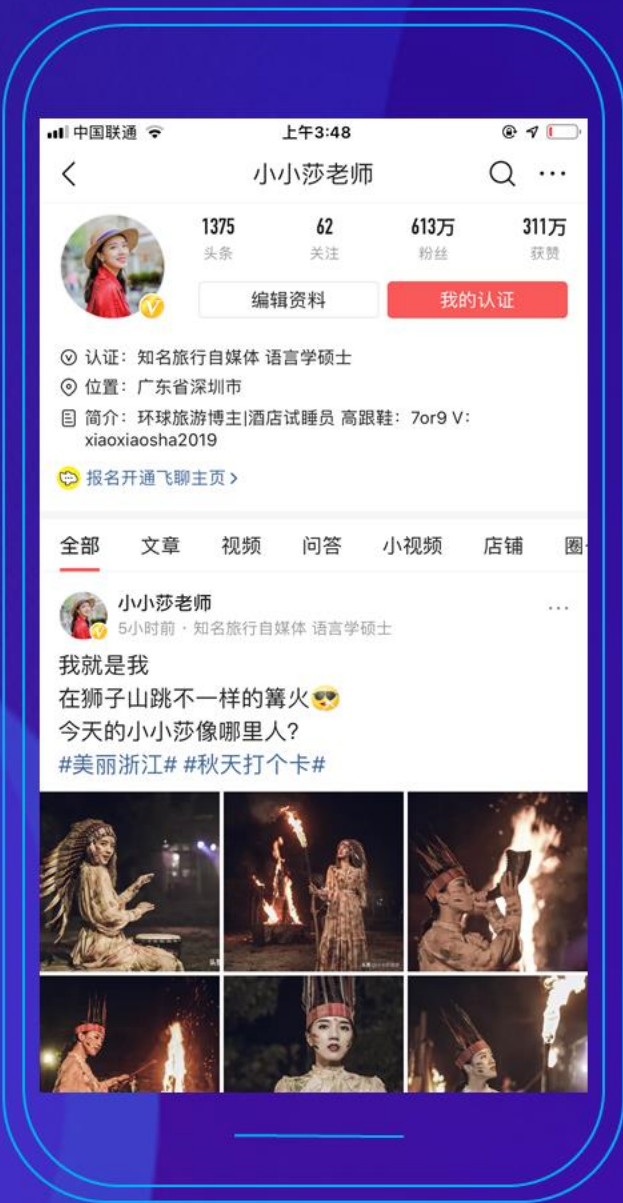 中国联通 上午3:48
小小莎老师
1375 62 613万 311万
头条 关注 粉丝 获赞
编辑资料 我的认证
认证：知名旅行自媒体 语言学硕士
位置：广东省深圳市
简介：环球旅游博主|酒店试睡员 高跟鞋：7or9 V：
xiaoxiaosha2019
报名开通飞聊主页
全部 文章 视频 问答 小视频 店铺 圈
小小莎老师
5小时前·知名旅行自媒体 语言学硕士
我就是我
在狮子山跳不一样的篝火😎
今天的小小莎像哪里人?
#美丽浙江# #秋天打个卡#